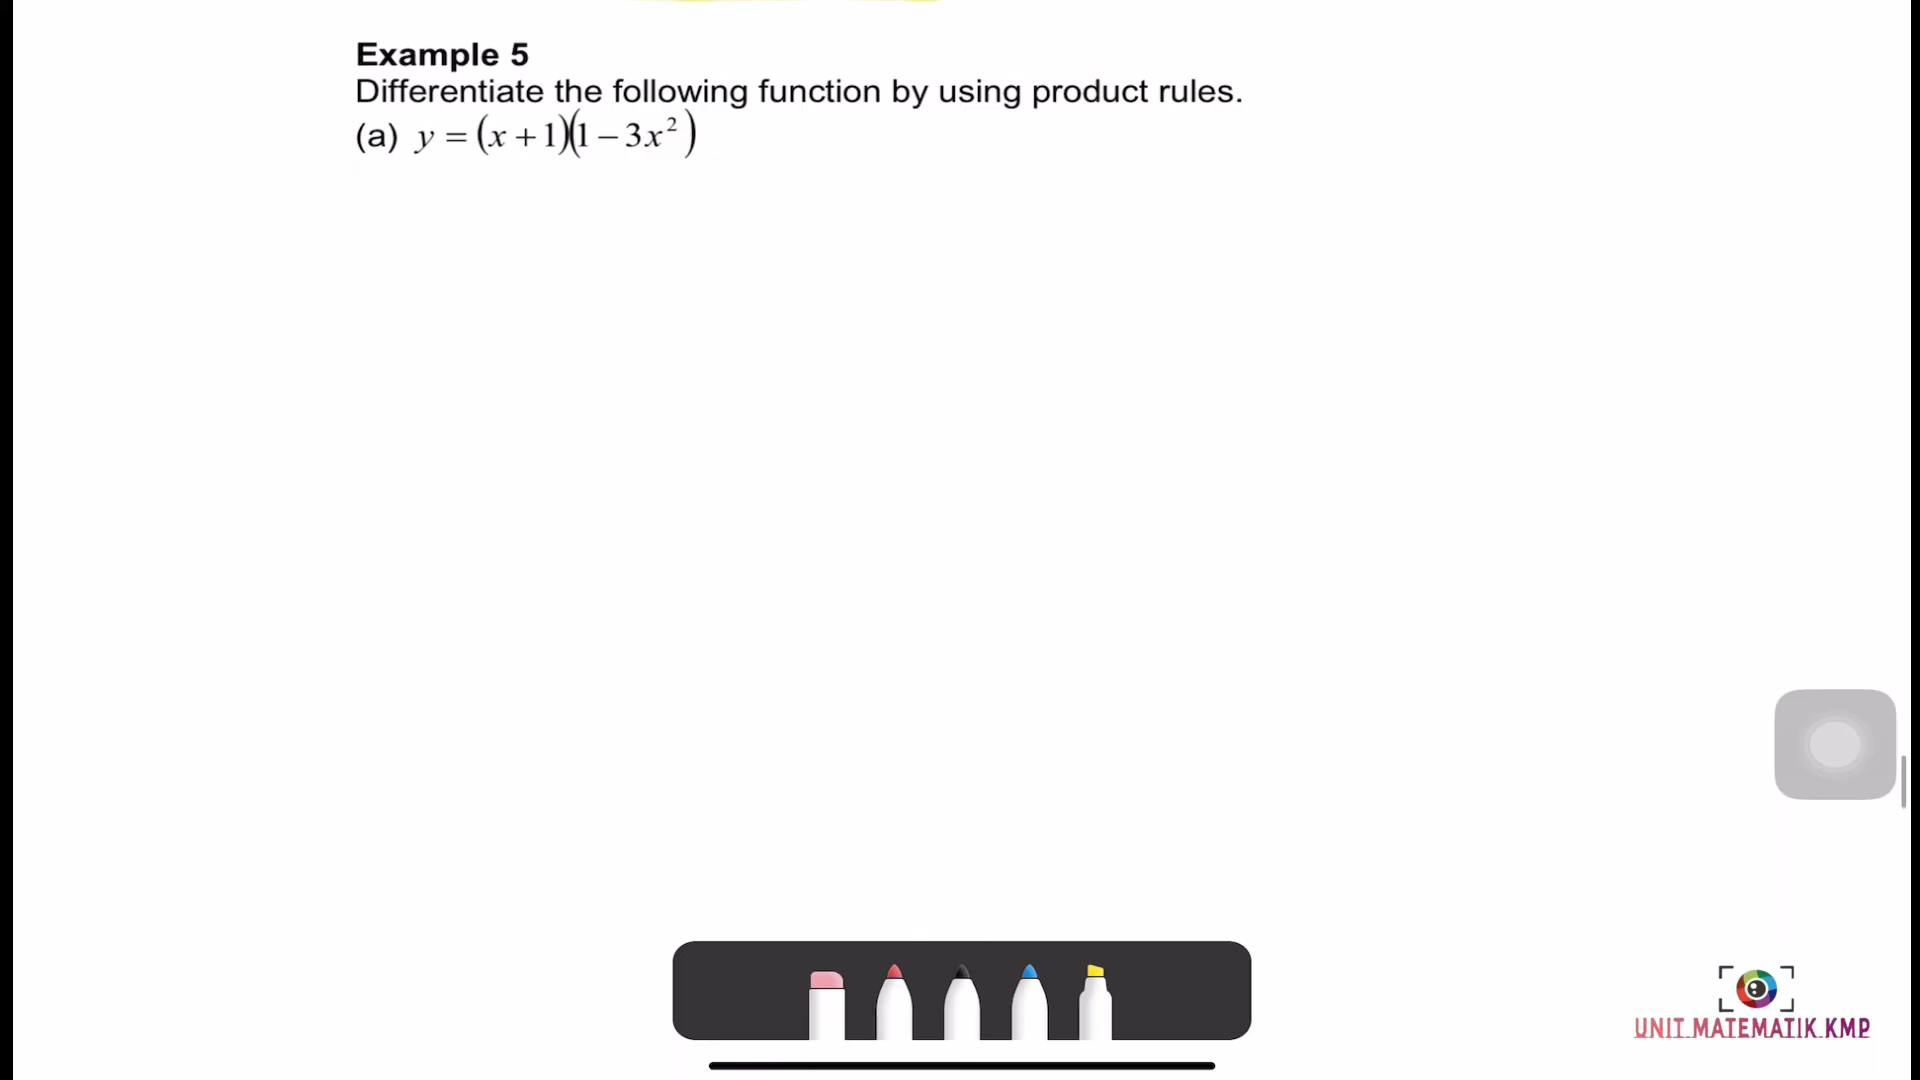 Example 5
Differentiate the following function by using product rules.
(a) y = (x + 1)(1 − 3x²)
UNIT.MATEMATIK.KMP